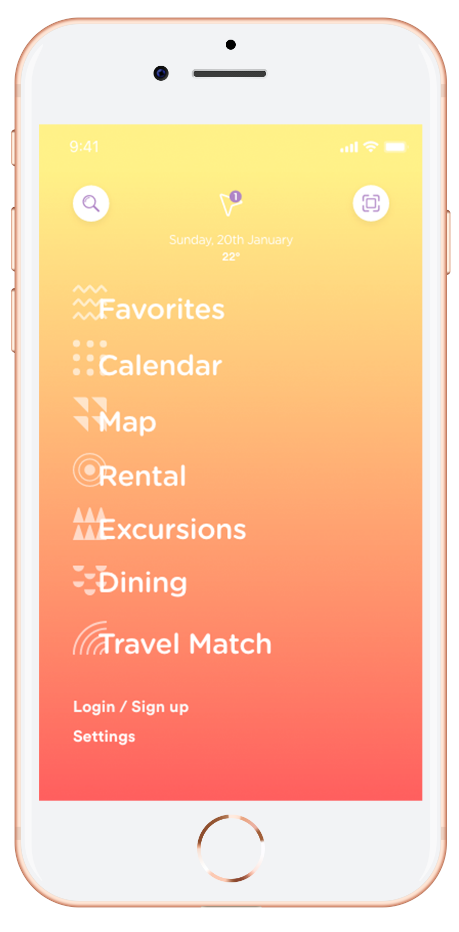 9:41
1
Sunday, 20th January
22°
Favorites
Calendar
Map
Rental
Excursions
Dining
Travel Match
Login / Sign up
Settings